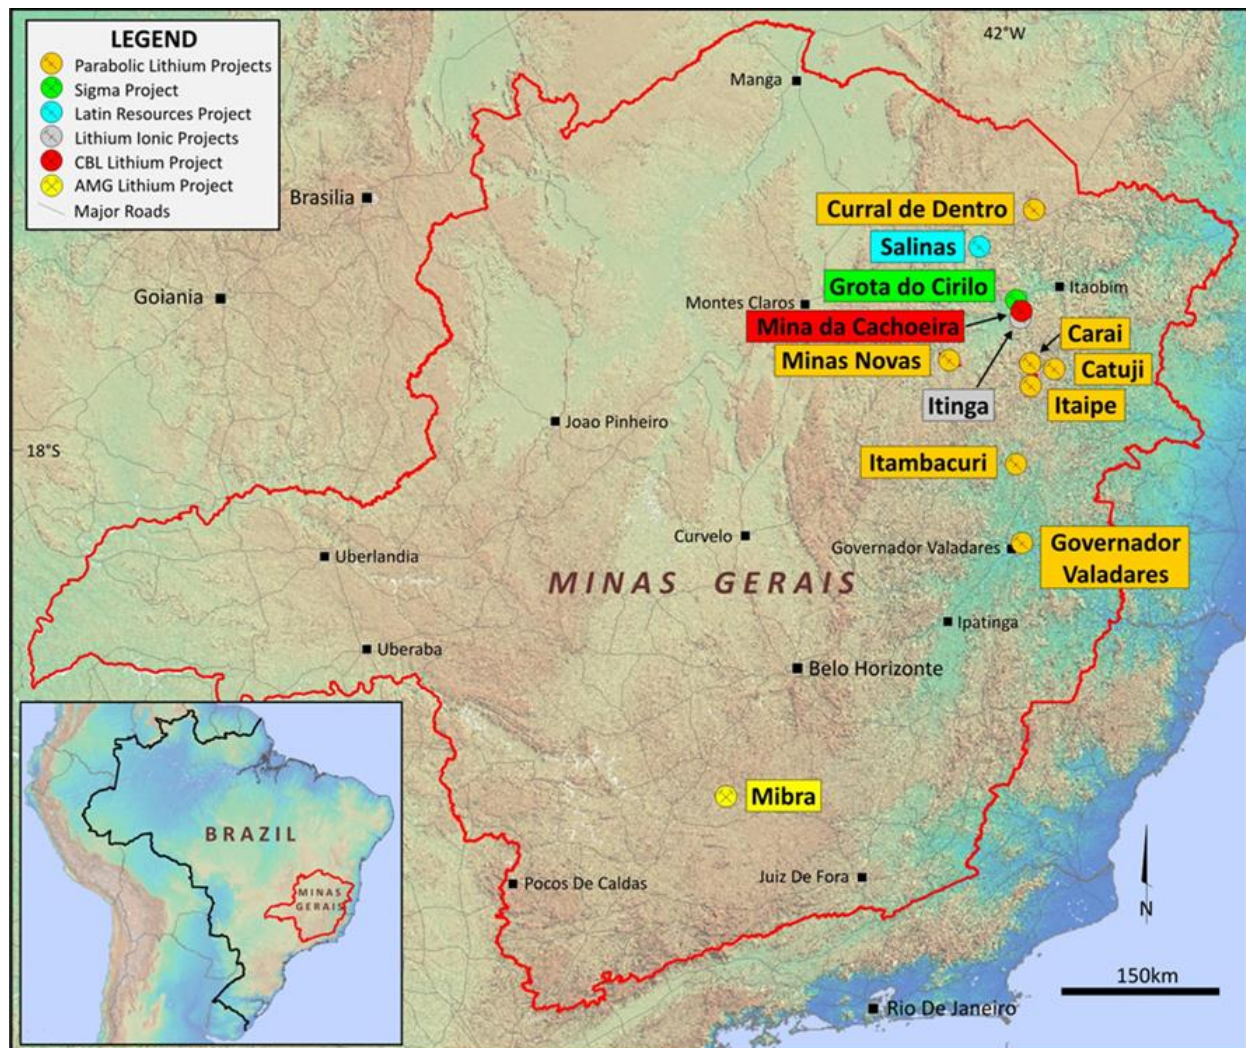 LEGEND
Parabolic Lithium Projects
Sigma Project
Latin Resources Project
Lithium Ionic Projects
CBL Lithium Project
AMG Lithium Project
Major Roads
42°W
Manga
Brasilia
Curral de Dentro
Salinas
Goiania
Grota do Cirilo
Itaobim
Montes Claros
Mina da Cachoeira
Carai
Minas Novas
Catuji
Itinga
Itaipe
Joao Pinheiro
18°S
Itambacuri
Curvelo
Governador Valadares
Governador
Valadares
Uberlandia
MINAS GERAIS
Ipatinga
Uberaba
Belo Horizonte
Mibra
BRAZIL
MINAS
GERAIS
Pocos De Caldas
Juiz De Fora
N
150km
Rio De Janeiro